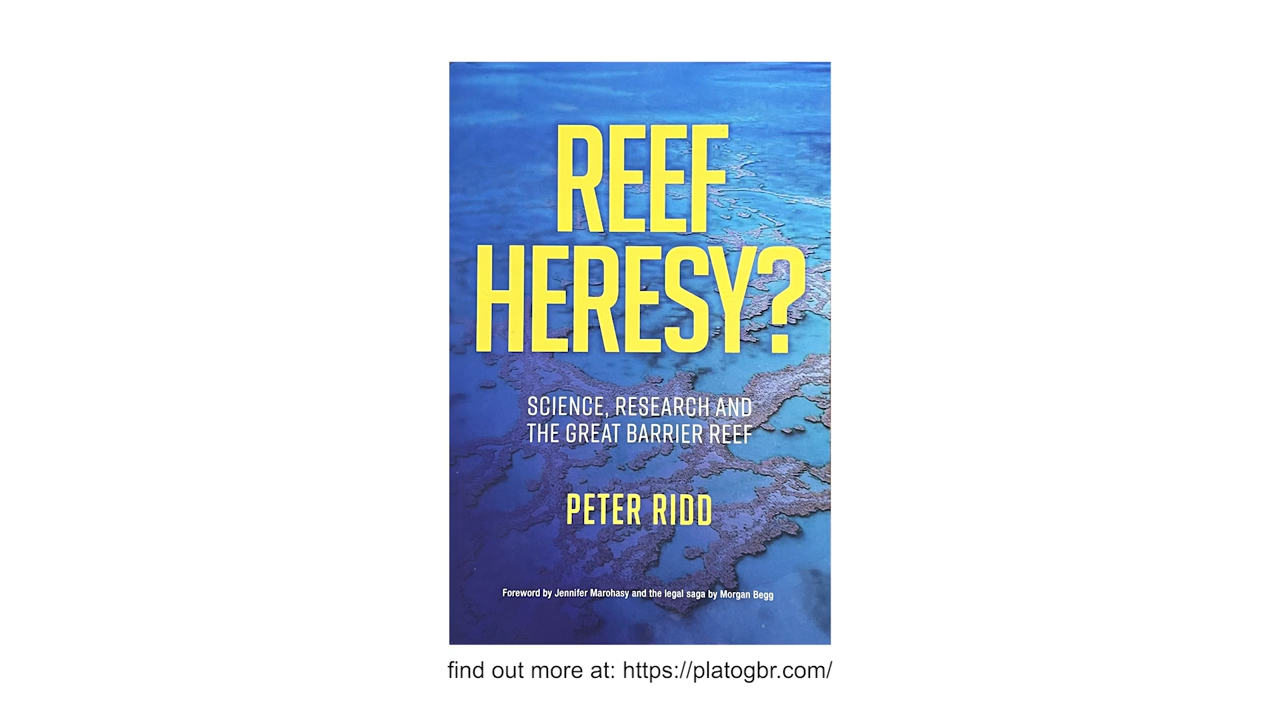 REEF
HERESY?
SCIENCE, RESEARCH AND
THE GREAT BARRIER REEF
PETER RIDD
Foreword by Jennifer Marohasy and the legal saga by Morgan Begg
find out more at: https://platogbr.com/